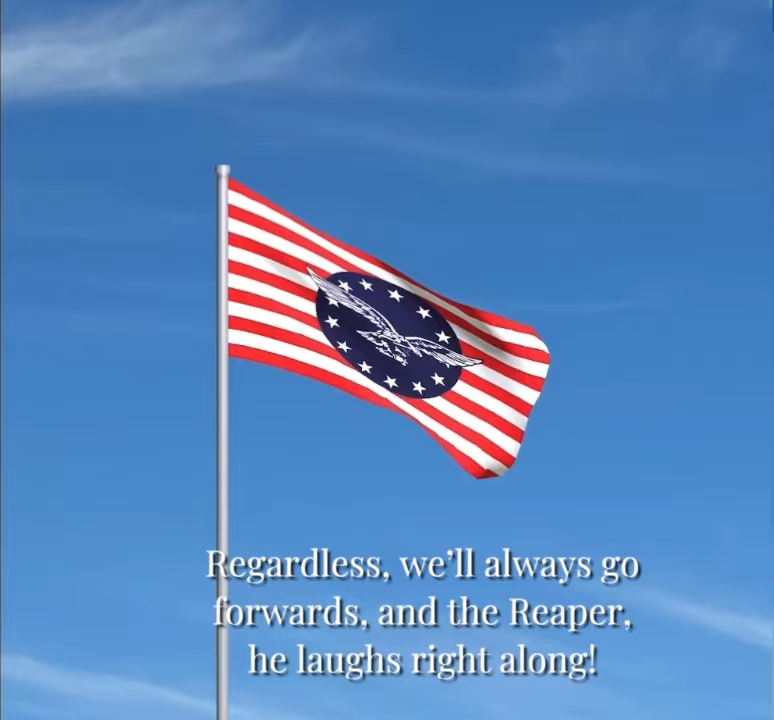 Regardless, we’ll always go
forwards, and the Reaper,
he laughs right along!